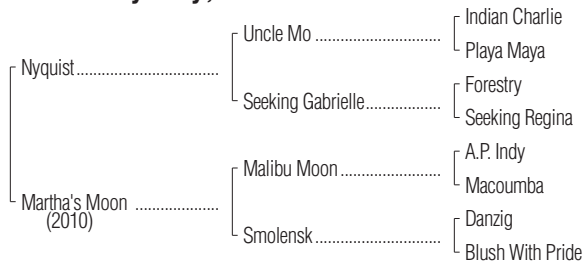 Indian Charlie
Uncle Mo
Playa Maya
Nyquist
Forestry
Seeking Gabrielle
Seeking Regina
A.P. Indy
Malibu Moon
Macoumba
Martha's Moon
(2010)
Danzig
Smolensk
Blush With Pride